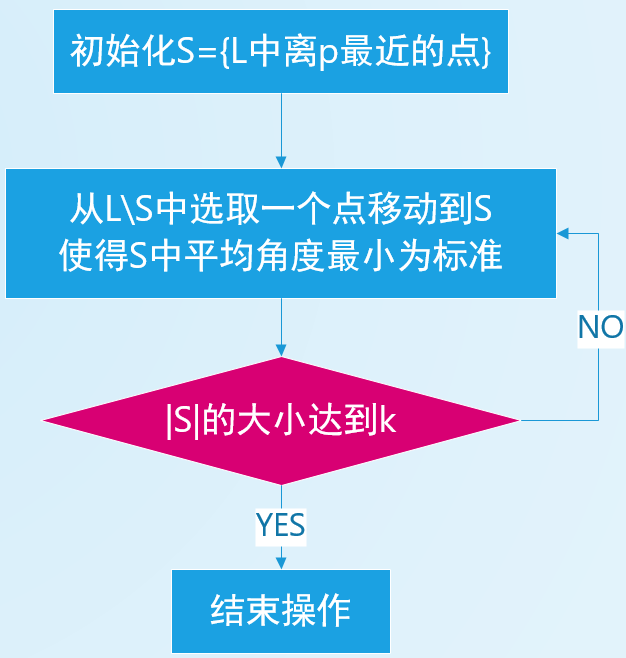 初始化S={L中离p最近的点}
从L\S中选取一个点移动到S
使得S中平均角度最小为标准
NO
|S|的大小达到k
YES
结束操作